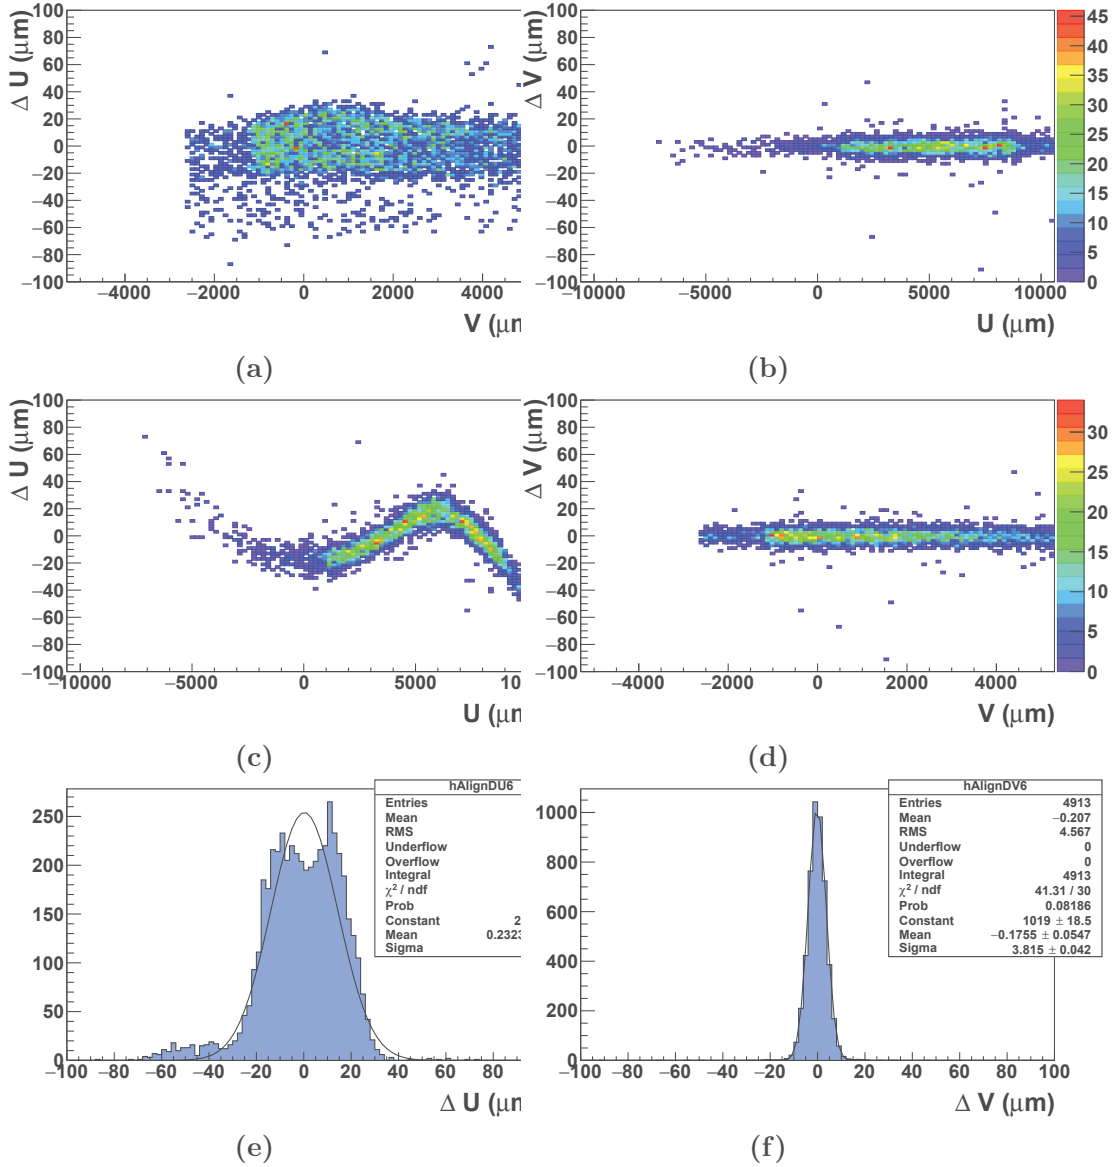 Δ U (μm)
100
80
60
40
20
0
−20
−40
−60
−80
−100
−4000 −2000 0 2000 4000
V (μm
(a)
Δ V (μm)
100
80
60
40
20
0
−20
−40
−60
−80
−100
−10000 −5000 0 5000 10000
U (μm)
45
40
35
30
25
20
15
10
5
0
(b)
Δ U (μm)
100
80
60
40
20
0
−20
−40
−60
−80
−100
−10000 −5000 0 5000 10
U (μm
(c)
Δ V (μm)
100
80
60
40
20
0
−20
−40
−60
−80
−100
−4000 −2000 0 2000 4000
V (μm)
30
25
20
15
10
5
0
(d)
250
200
150
100
50
0
−100 −80 −60 −40 −20 0 20 40 60 80
Δ U (μm
hAlignDU6
Entries
Mean
RMS
Underflow
Overflow
Integral
χ² / ndf
Prob
Constant 2
Mean 0.2323
Sigma
(e)
1000
800
600
400
200
0
−100 −80 −60 −40 −20 0 20 40 60 80 100
Δ V (μm)
hAlignDV6
Entries 4913
Mean −0.207
RMS 4.567
Underflow 0
Overflow 0
Integral 4913
χ² / ndf 41.31 / 30
Prob 0.08186
Constant 1019 ± 18.5
Mean −0.1755 ± 0.0547
Sigma 3.815 ± 0.042
(f)